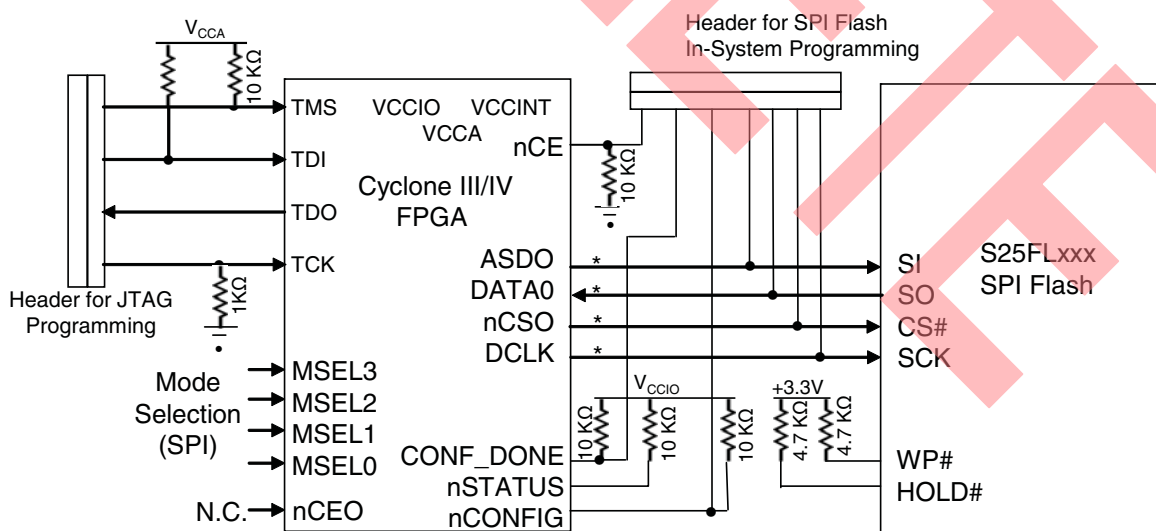 Header for SPI Flash
In-System Programming
VCCA
10 KΩ
TMS
TDI
TDO
TCK
1KΩ
Header for JTAG
Programming
VCCIO VCCINT
VCCA
Cyclone III/IV
FPGA
nCE
10 KΩ
ASDO *
DATA0 *
nCSO *
DCLK *
SI
SO
CS#
SCK
S25FLxxx
SPI Flash
Mode
Selection
(SPI)
MSEL3
MSEL2
MSEL1
MSEL0
N.C.
nCEO
VCCIO
10 KΩ
10 KΩ
10 KΩ
CONF_DONE
nSTATUS
nCONFIG
+3.3V
4.7 KΩ
4.7 KΩ
WP#
HOLD#